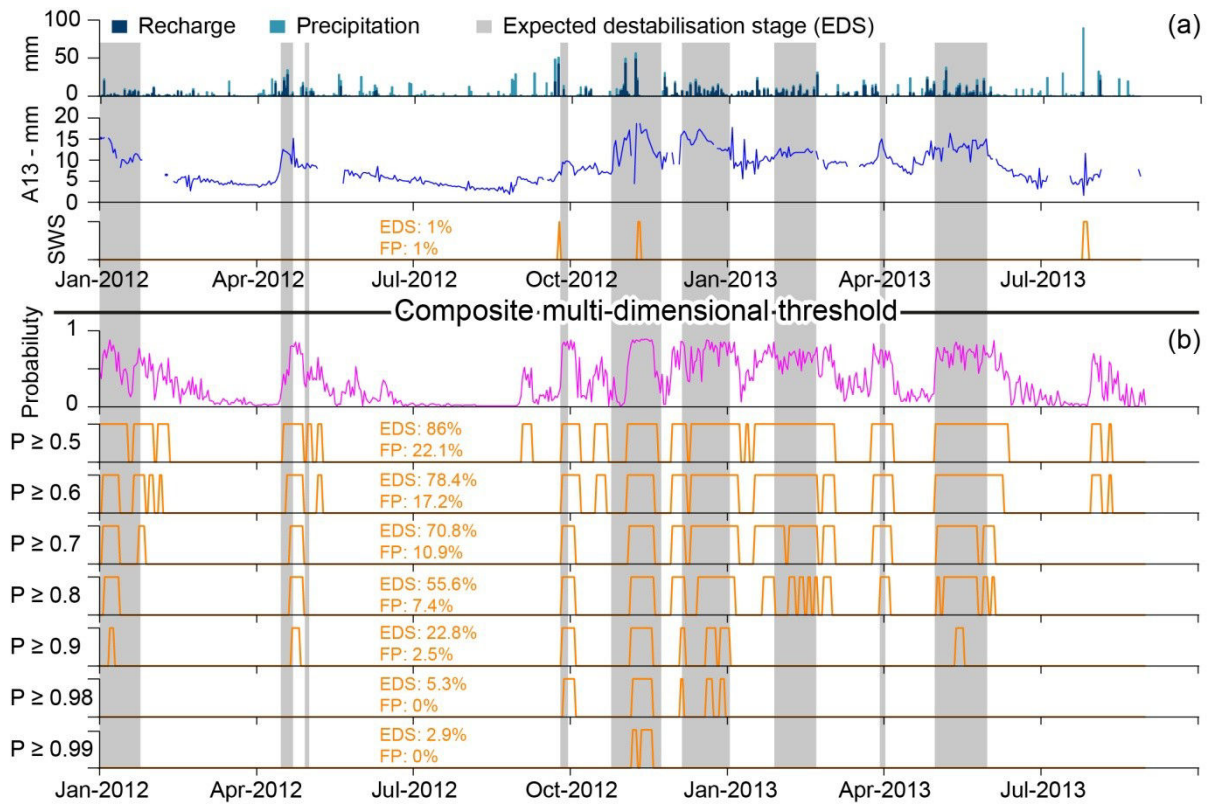 Recharge Precipitation Expected destabilisation stage (EDS) (a)
mm
100
50
0
A13 - mm
20
15
10
5
0
SWS
EDS: 1%
FP: 1%
Jan-2012 Apr-2012 Jul-2012 Oct-2012 Jan-2013 Apr-2013 Jul-2013
Composite multi-dimensional threshold
(b)
Probability
1
0
P ≥ 0.5
EDS: 86%
FP: 22.1%
P ≥ 0.6
EDS: 78.4%
FP: 17.2%
P ≥ 0.7
EDS: 70.8%
FP: 10.9%
P ≥ 0.8
EDS: 55.6%
FP: 7.4%
P ≥ 0.9
EDS: 22.8%
FP: 2.5%
P ≥ 0.98
EDS: 5.3%
FP: 0%
P ≥ 0.99
EDS: 2.9%
FP: 0%
Jan-2012 Apr-2012 Jul-2012 Oct-2012 Jan-2013 Apr-2013 Jul-2013